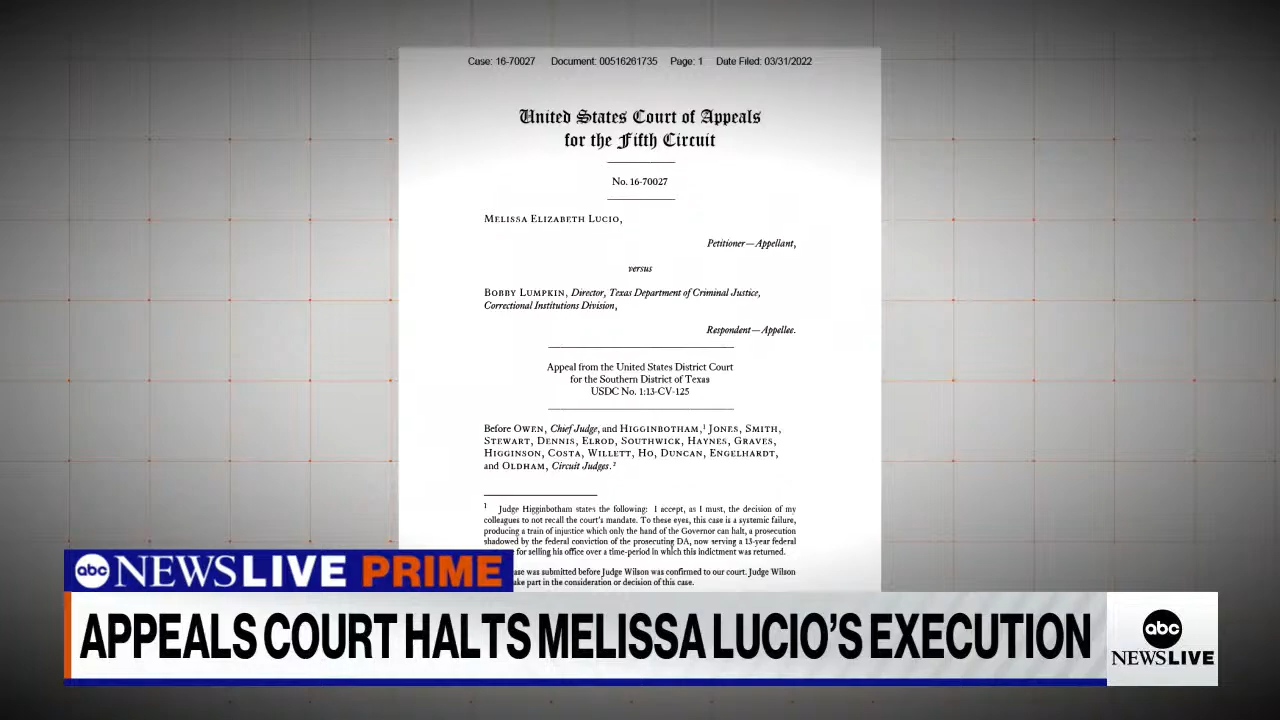 Case: 16-70027 Document: 00516261735 Page: 1 Date Filed: 03/31/2022
United States Court of Appeals
for the Fifth Circuit
No. 16-70027
Melissa Elizabeth Lucio,
Petitioner—Appellant,
versus
Bobby Lumpkin, Director, Texas Department of Criminal Justice,
Correctional Institutions Division,
Respondent—Appellee.
Appeal from the United States District Court
for the Southern District of Texas
USDC No. 1:13-CV-125
Before Owen, Chief Judge, and Higginbotham,¹ Jones, Smith,
Stewart, Dennis, Elrod, Southwick, Haynes, Graves,
Higginson, Costa, Willett, Ho, Duncan, Engelhardt,
and Oldham, Circuit Judges.²
¹ Judge Higginbotham states the following: I accept, as I must, the decision of my
colleagues to not recall the court's mandate. To these eyes, this case is a systemic failure,
producing a train of injustice which only the hand of the Governor can halt, a prosecution
shadowed by the federal conviction of the prosecuting DA, now serving a 13-year federal
for selling his office over a time-period in which this indictment was returned.
was submitted before Judge Wilson was confirmed to our court. Judge Wilson
part in the consideration or decision of this case.
abc NEWS LIVE PRIME
APPEALS COURT HALTS MELISSA LUCIO'S EXECUTION
abc
NEWS LIVE